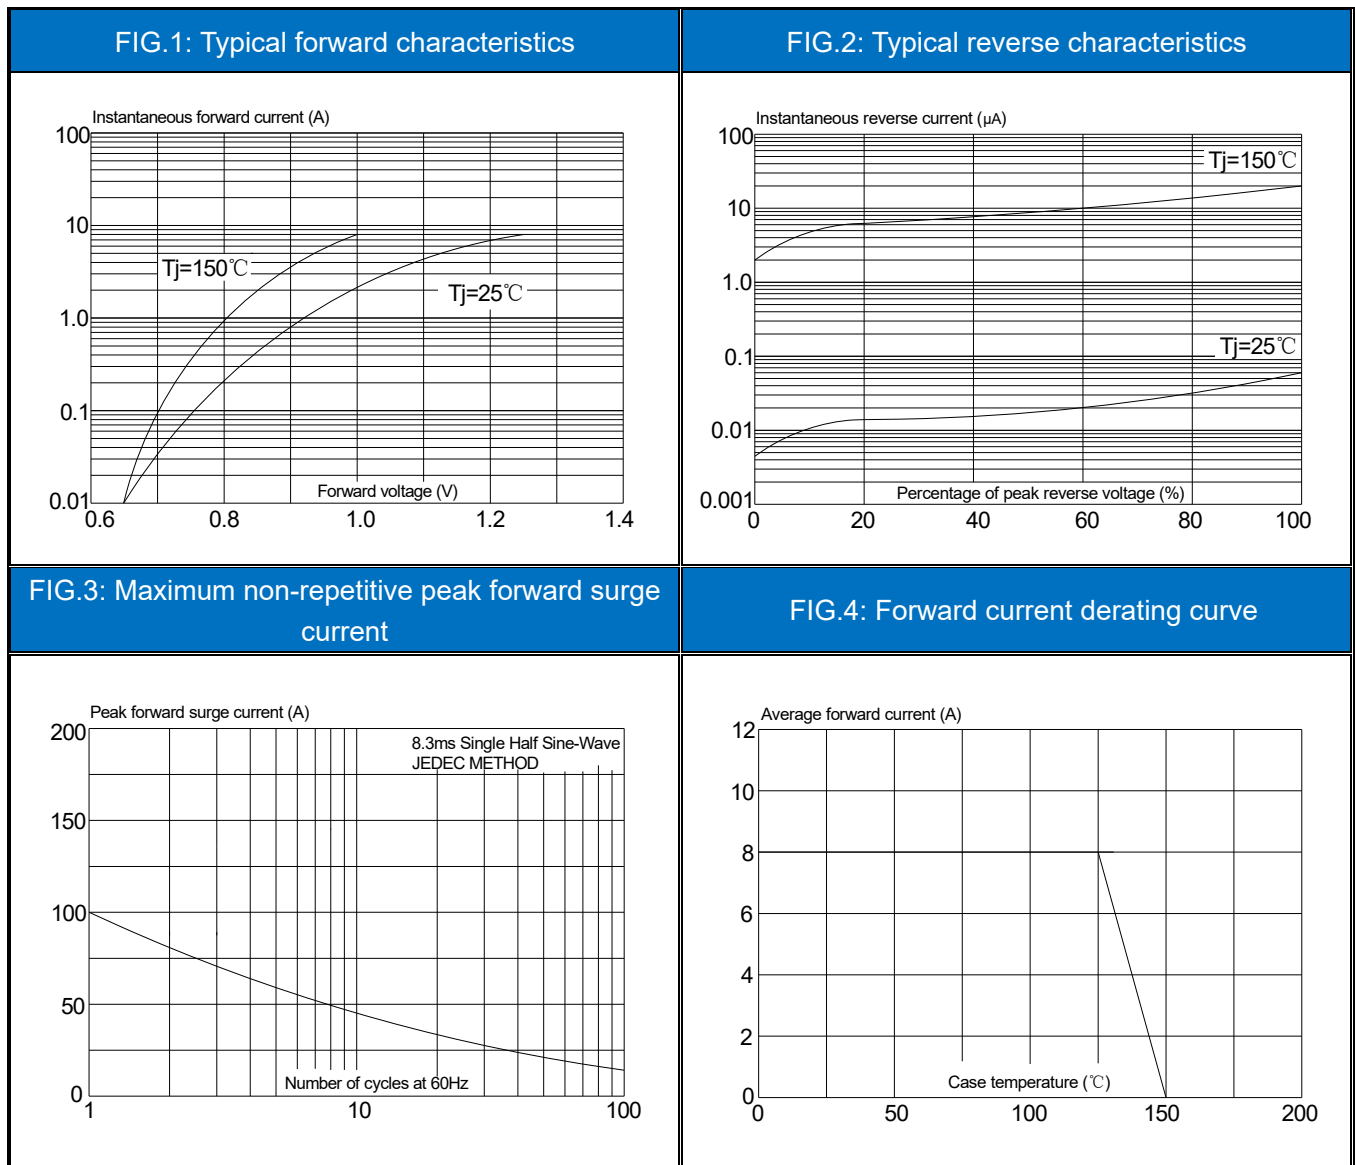 FIG.1: Typical forward characteristics
FIG.2: Typical reverse characteristics
Instantaneous forward current (A)
100
10
1.0
0.1
0.01
Tj=150℃
Tj=25℃
Forward voltage (V)
0.6 0.8 1.0 1.2 1.4
Instantaneous reverse current (μA)
100
10
1.0
0.1
0.01
0.001
Tj=150℃
Tj=25℃
Percentage of peak reverse voltage (%)
0 20 40 60 80 100
FIG.3: Maximum non-repetitive peak forward surge
current
FIG.4: Forward current derating curve
Peak forward surge current (A)
200
150
100
50
0
8.3ms Single Half Sine-Wave
JEDEC METHOD
Number of cycles at 60Hz
1 10 100
Average forward current (A)
12
10
8
6
4
2
0
Case temperature (℃)
0 50 100 150 200